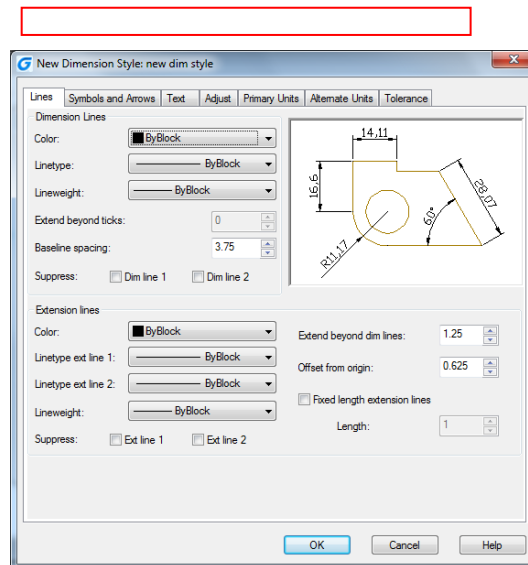 New Dimension Style: new dim style
Lines Symbols and Arrows Text Adjust Primary Units Alternate Units Tolerance
Dimension Lines
Color: ByBlock
Linetype: ByBlock
Lineweight: ByBlock
Extend beyond ticks: 0
Baseline spacing: 3.75
Suppress: Dim line 1 Dim line 2
14,11
16,6
28,07
60°
R11,17
Extension lines
Color: ByBlock
Linetype ext line 1: ByBlock
Linetype ext line 2: ByBlock
Lineweight: ByBlock
Suppress: Ext line 1 Ext line 2
Extend beyond dim lines: 1.25
Offset from origin: 0.625
Fixed length extension lines
Length: 1
OK Cancel Help